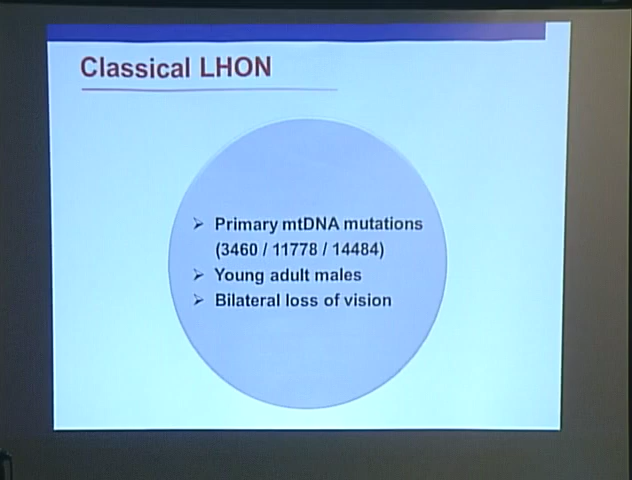 Classical LHON
➢ Primary mtDNA mutations
(3460 / 11778 / 14484)
➢ Young adult males
➢ Bilateral loss of vision